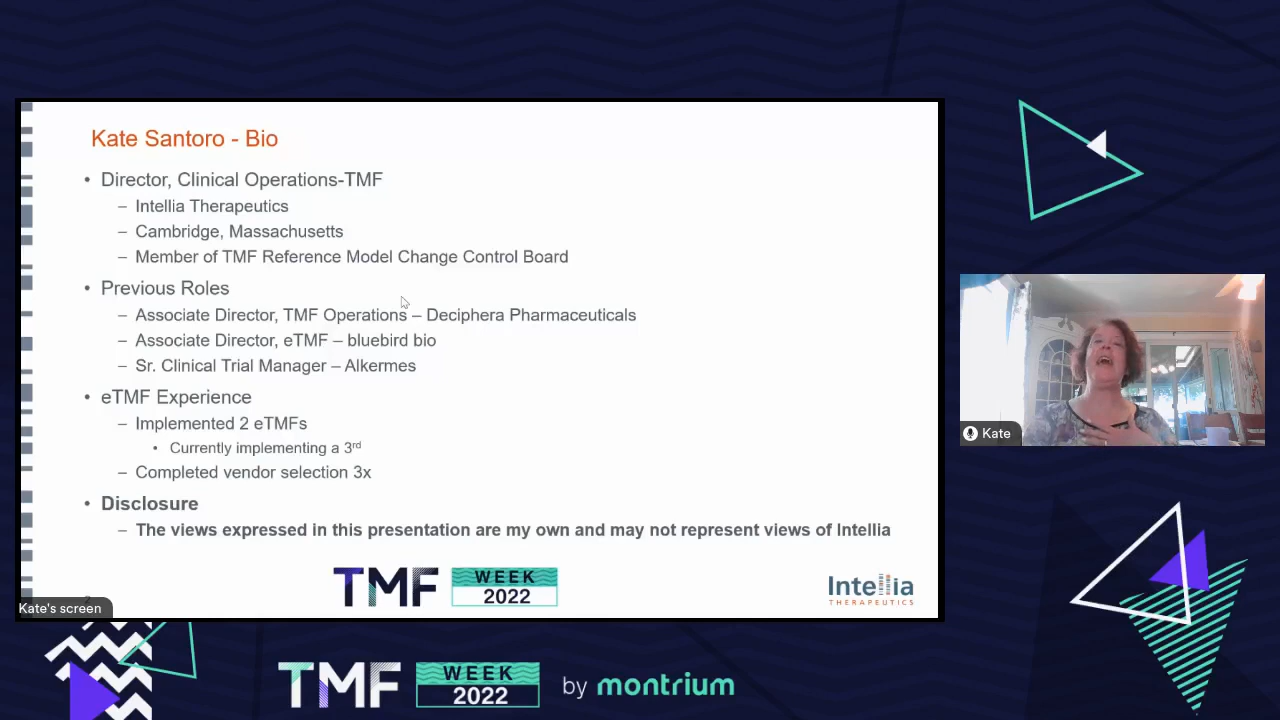 Kate Santoro - Bio
• Director, Clinical Operations-TMF
– Intellia Therapeutics
– Cambridge, Massachusetts
– Member of TMF Reference Model Change Control Board
• Previous Roles
– Associate Director, TMF Operations – Deciphera Pharmaceuticals
– Associate Director, eTMF – bluebird bio
– Sr. Clinical Trial Manager – Alkermes
• eTMF Experience
– Implemented 2 eTMFs
• Currently implementing a 3rd
– Completed vendor selection 3x
• Disclosure
– The views expressed in this presentation are my own and may not represent views of Intellia
TMF WEEK 2022
Intellia
THERAPEUTICS
Kate's screen
Kate
TMF WEEK 2022 by montrium